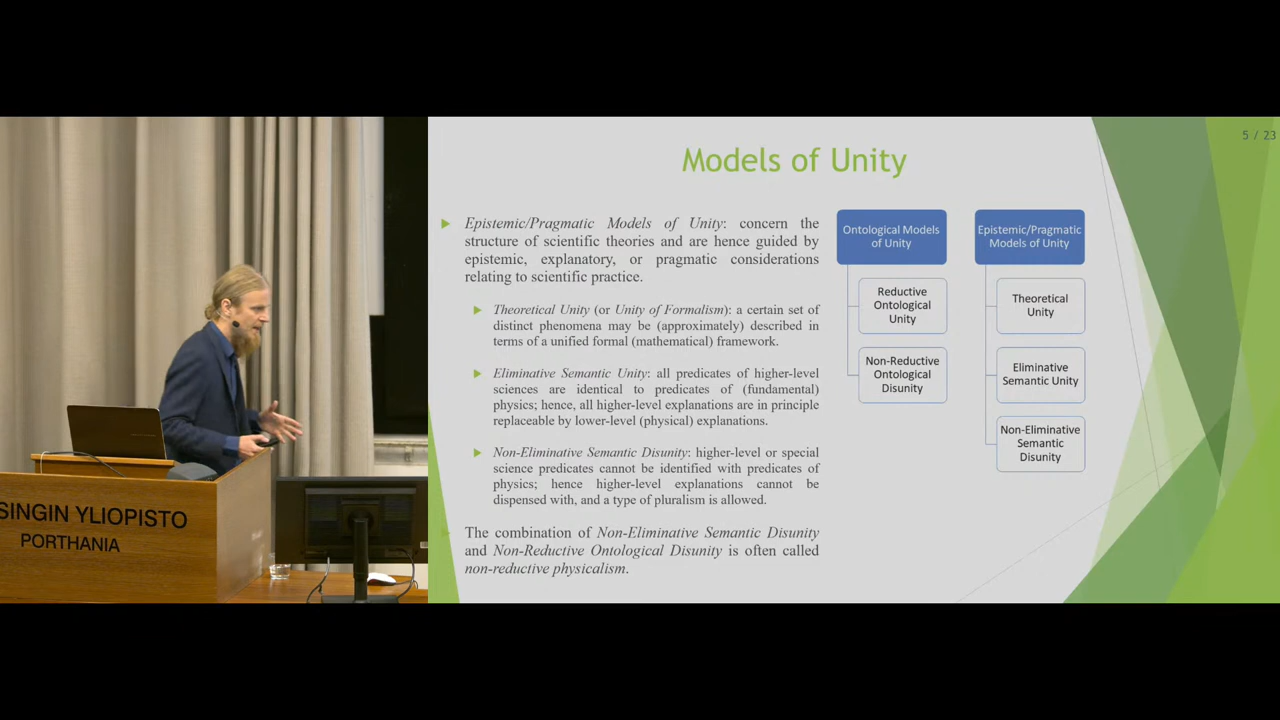 5 / 23
Models of Unity
Epistemic/Pragmatic Models of Unity: concern the
structure of scientific theories and are hence guided by
epistemic, explanatory, or pragmatic considerations
relating to scientific practice.
Theoretical Unity (or Unity of Formalism): a certain set of
distinct phenomena may be (approximately) described in
terms of a unified formal (mathematical) framework.
Eliminative Semantic Unity: all predicates of higher-level
sciences are identical to predicates of (fundamental)
physics; hence, all higher-level explanations are in principle
replaceable by lower-level (physical) explanations.
Non-Eliminative Semantic Disunity: higher-level or special
science predicates cannot be identified with predicates of
physics; hence higher-level explanations cannot be
dispensed with, and a type of pluralism is allowed.
The combination of Non-Eliminative Semantic Disunity
and Non-Reductive Ontological Disunity is often called
non-reductive physicalism.
Ontological Models
of Unity
Reductive
Ontological
Unity
Non-Reductive
Ontological
Disunity
Epistemic/Pragmatic
Models of Unity
Theoretical
Unity
Eliminative
Semantic Unity
Non-Eliminative
Semantic
Disunity
SINGIN YLIOPISTO
PORTHANIA